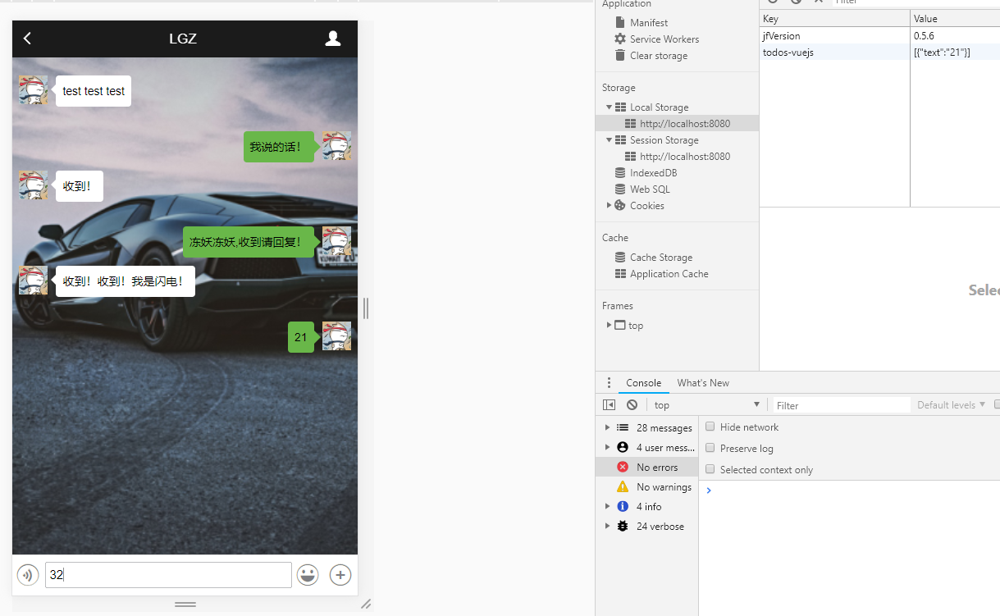 LGZ
test test test
我说的话！
收到！
冻妖冻妖,收到请回复！
收到！收到！我是闪电！
21
32
Application
Manifest
Service Workers
Clear storage
Storage
Local Storage
http://localhost:8080
Session Storage
http://localhost:8080
IndexedDB
Web SQL
Cookies
Cache
Cache Storage
Application Cache
Frames
top
Filter
Key Value
jfVersion 0.5.6
todos-vuejs [{"text":"21"}]
Selec
Console What's New
top Filter Default levels
28 messages
4 user mess...
No errors
No warnings
4 info
24 verbose
Hide network
Preserve log
Selected context only